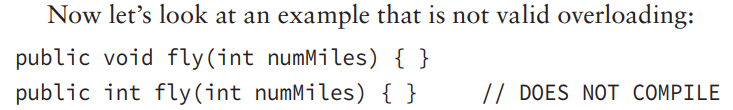 Now let’s look at an example that is not valid overloading:
public void fly(int numMiles) { }
public int fly(int numMiles) { }     // DOES NOT COMPILE